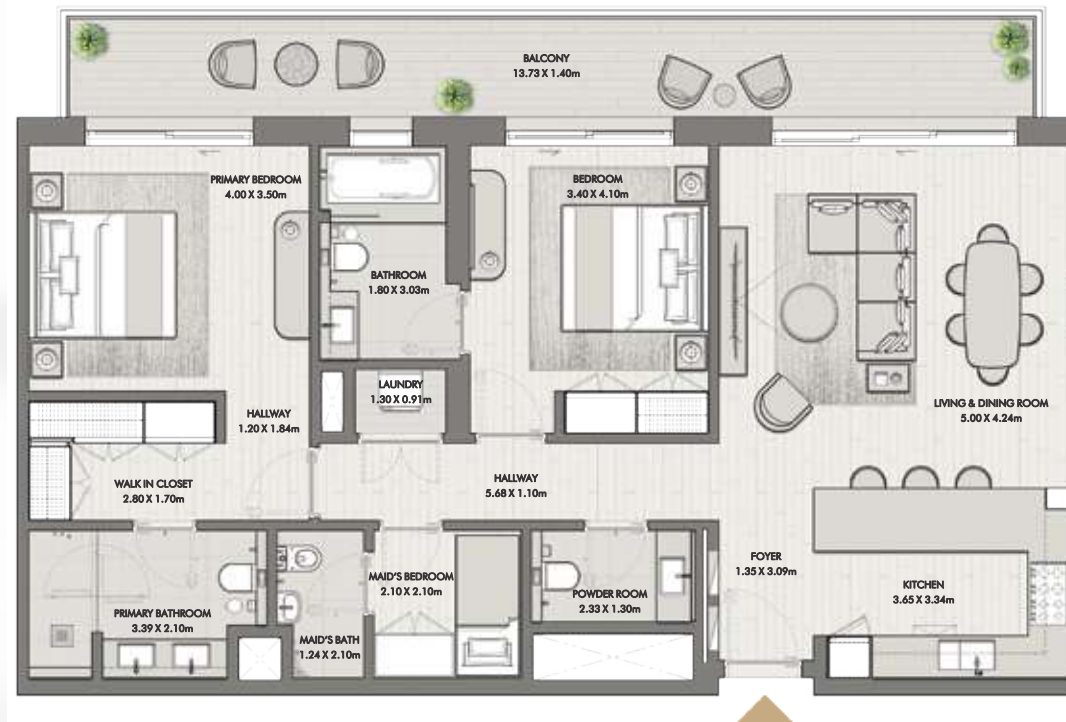 BALCONY
13.73 X 1.40m
PRIMARY BEDROOM
4.00 X 3.50m
BEDROOM
3.40 X 4.10m
BATHROOM
1.80 X 3.03m
LAUNDRY
1.30 X 0.91m
HALLWAY
1.20 X 1.84m
LIVING & DINING ROOM
5.00 X 4.24m
WALK IN CLOSET
2.80 X 1.70m
HALLWAY
5.68 X 1.10m
FOYER
1.35 X 3.09m
KITCHEN
3.65 X 3.34m
MAID'S BEDROOM
2.10 X 2.10m
POWDER ROOM
2.33 X 1.30m
PRIMARY BATHROOM
3.39 X 2.10m
MAID'S BATH
1.24 X 2.10m